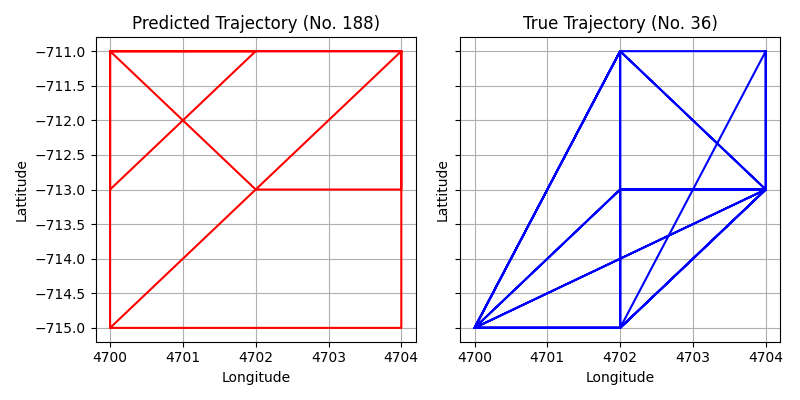 Predicted Trajectory (No. 188)
True Trajectory (No. 36)
−711.0
−711.5
−712.0
−712.5
−713.0
−713.5
−714.0
−714.5
−715.0
Lattitude
Lattitude
4700 4701 4702 4703 4704
4700 4701 4702 4703 4704
Longitude
Longitude